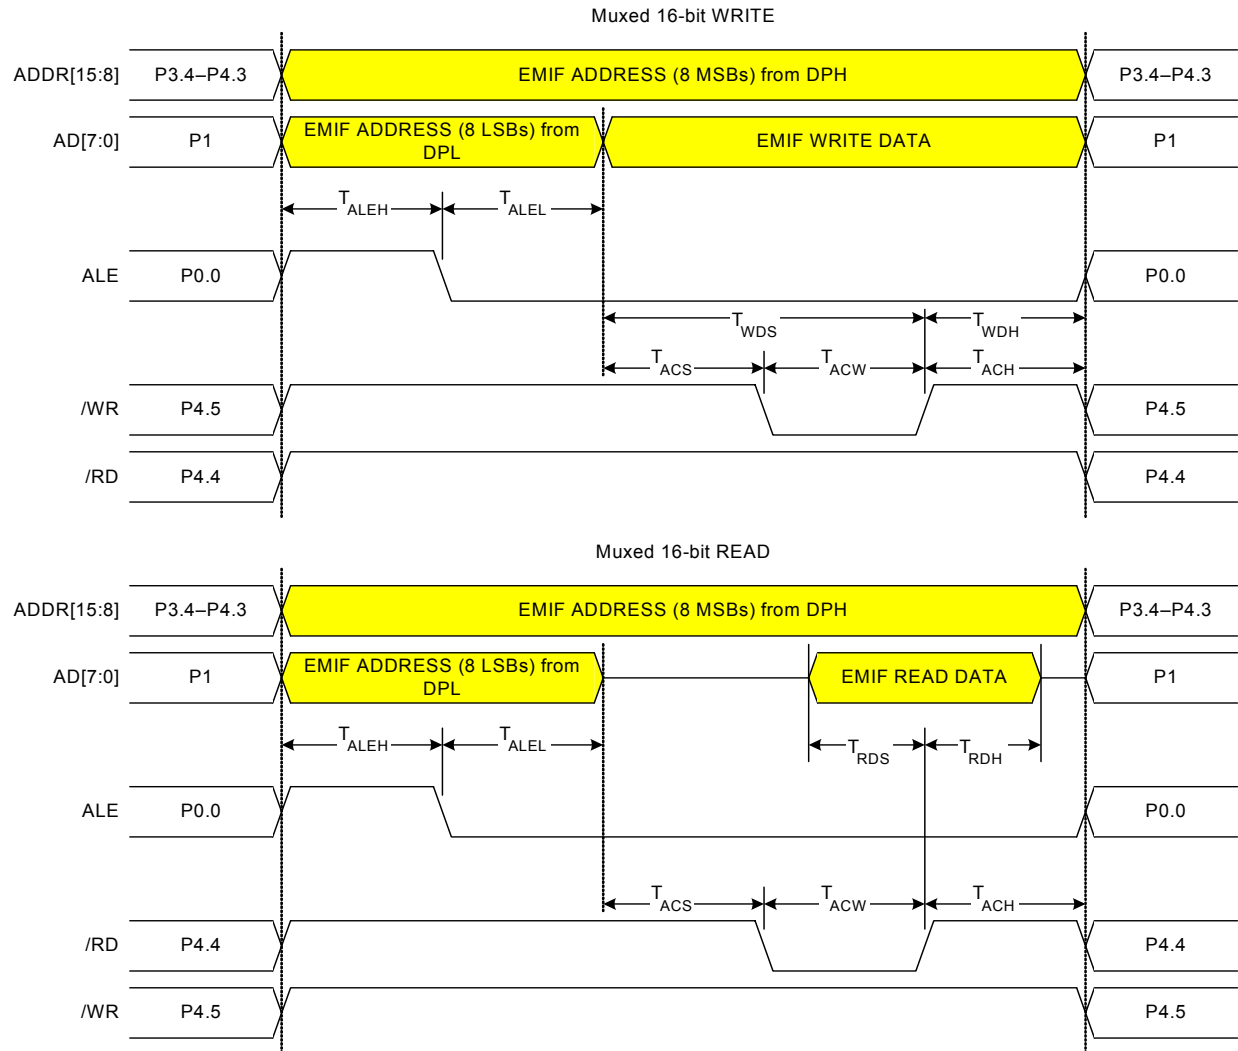 Muxed 16-bit WRITE
ADDR[15:8] P3.4–P4.3 EMIF ADDRESS (8 MSBs) from DPH P3.4–P4.3
AD[7:0] P1 EMIF ADDRESS (8 LSBs) from
DPL EMIF WRITE DATA P1
TALEH TALEL
ALE P0.0 P0.0
TWDS TWDH
TACS TACW TACH
/WR P4.5 P4.5
/RD P4.4 P4.4
Muxed 16-bit READ
ADDR[15:8] P3.4–P4.3 EMIF ADDRESS (8 MSBs) from DPH P3.4–P4.3
AD[7:0] P1 EMIF ADDRESS (8 LSBs) from
DPL EMIF READ DATA P1
TALEH TALEL TRDS TRDH
ALE P0.0 P0.0
TACS TACW TACH
/RD P4.4 P4.4
/WR P4.5 P4.5